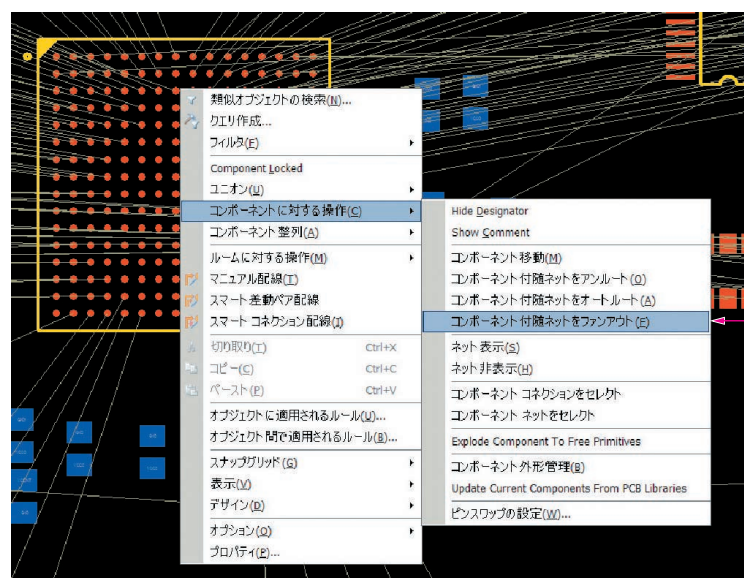 類似オブジェクトの検索(N)...
クエリ作成...
フィルタ(F)
Component Locked
ユニオン(U)
コンポーネントに対する操作(C)
コンポーネント整列(A)
ルームに対する操作(M)
マニュアル配線(T)
スマート差動ペア配線
スマート コネクション配線(I)
切り取り(T) Ctrl+X
コピー(C) Ctrl+C
ペースト(P) Ctrl+V
オブジェクトに適用されるルール(U)...
オブジェクト間で適用されるルール(B)...
スナップグリッド(G)
表示(V)
デザイン(D)
オプション(O)
プロパティ(P)...
Hide Designator
Show Comment
コンポーネント移動(M)
コンポーネント付随ネットをアンルート(O)
コンポーネント付随ネットをオートルート(A)
コンポーネント付随ネットをファンアウト(F)
ネット表示(S)
ネット非表示(H)
コンポーネント コネクションをセレクト
コンポーネント ネットをセレクト
Explode Component To Free Primitives
コンポーネント外形管理(B)
Update Current Components From PCB Libraries
ピンスワップの設定(W)...